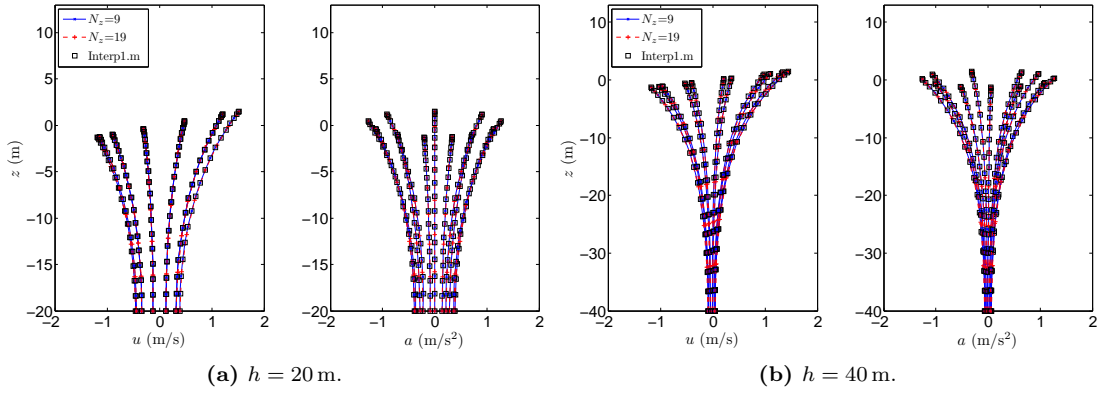 N_z=9
N_z=19
Interp1.m
10
5
0
−5
−10
−15
−20
z (m)
−2 −1 0 1 2
u (m/s)
10
5
0
−5
−10
−15
−20
−2 −1 0 1 2
a (m/s²)
(a) h = 20 m.
N_z=9
N_z=19
Interp1.m
10
0
−10
−20
−30
−40
z (m)
−2 −1 0 1 2
u (m/s)
10
0
−10
−20
−30
−40
−2 −1 0 1 2
a (m/s²)
(b) h = 40 m.